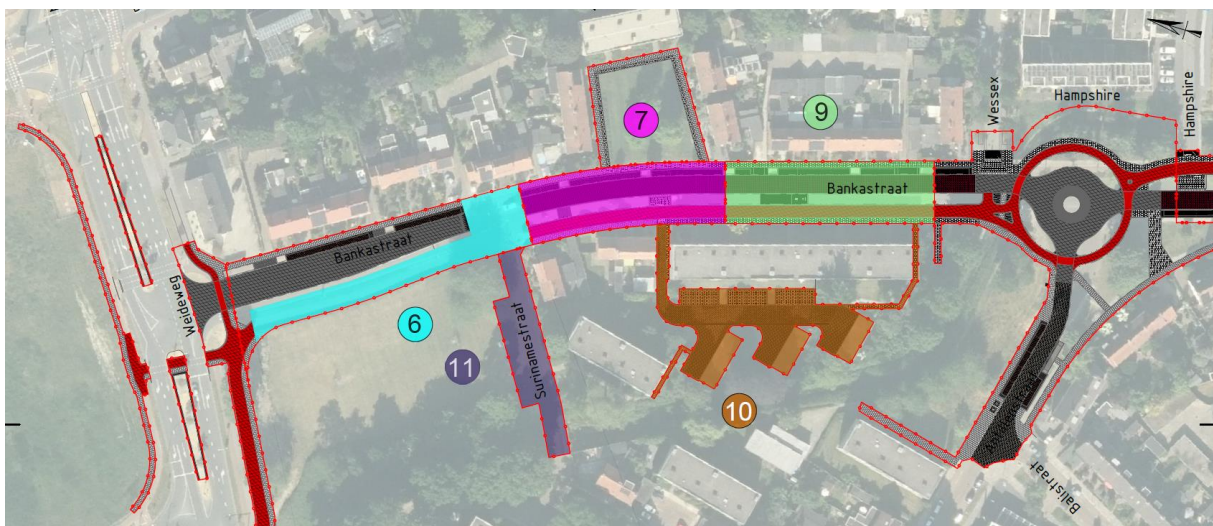 7
9
Wessex
Hampshire
Hampshire
Bankastraat
Bankastraat
Weideweg
6
11
Surinamestraat
10
Balistraat